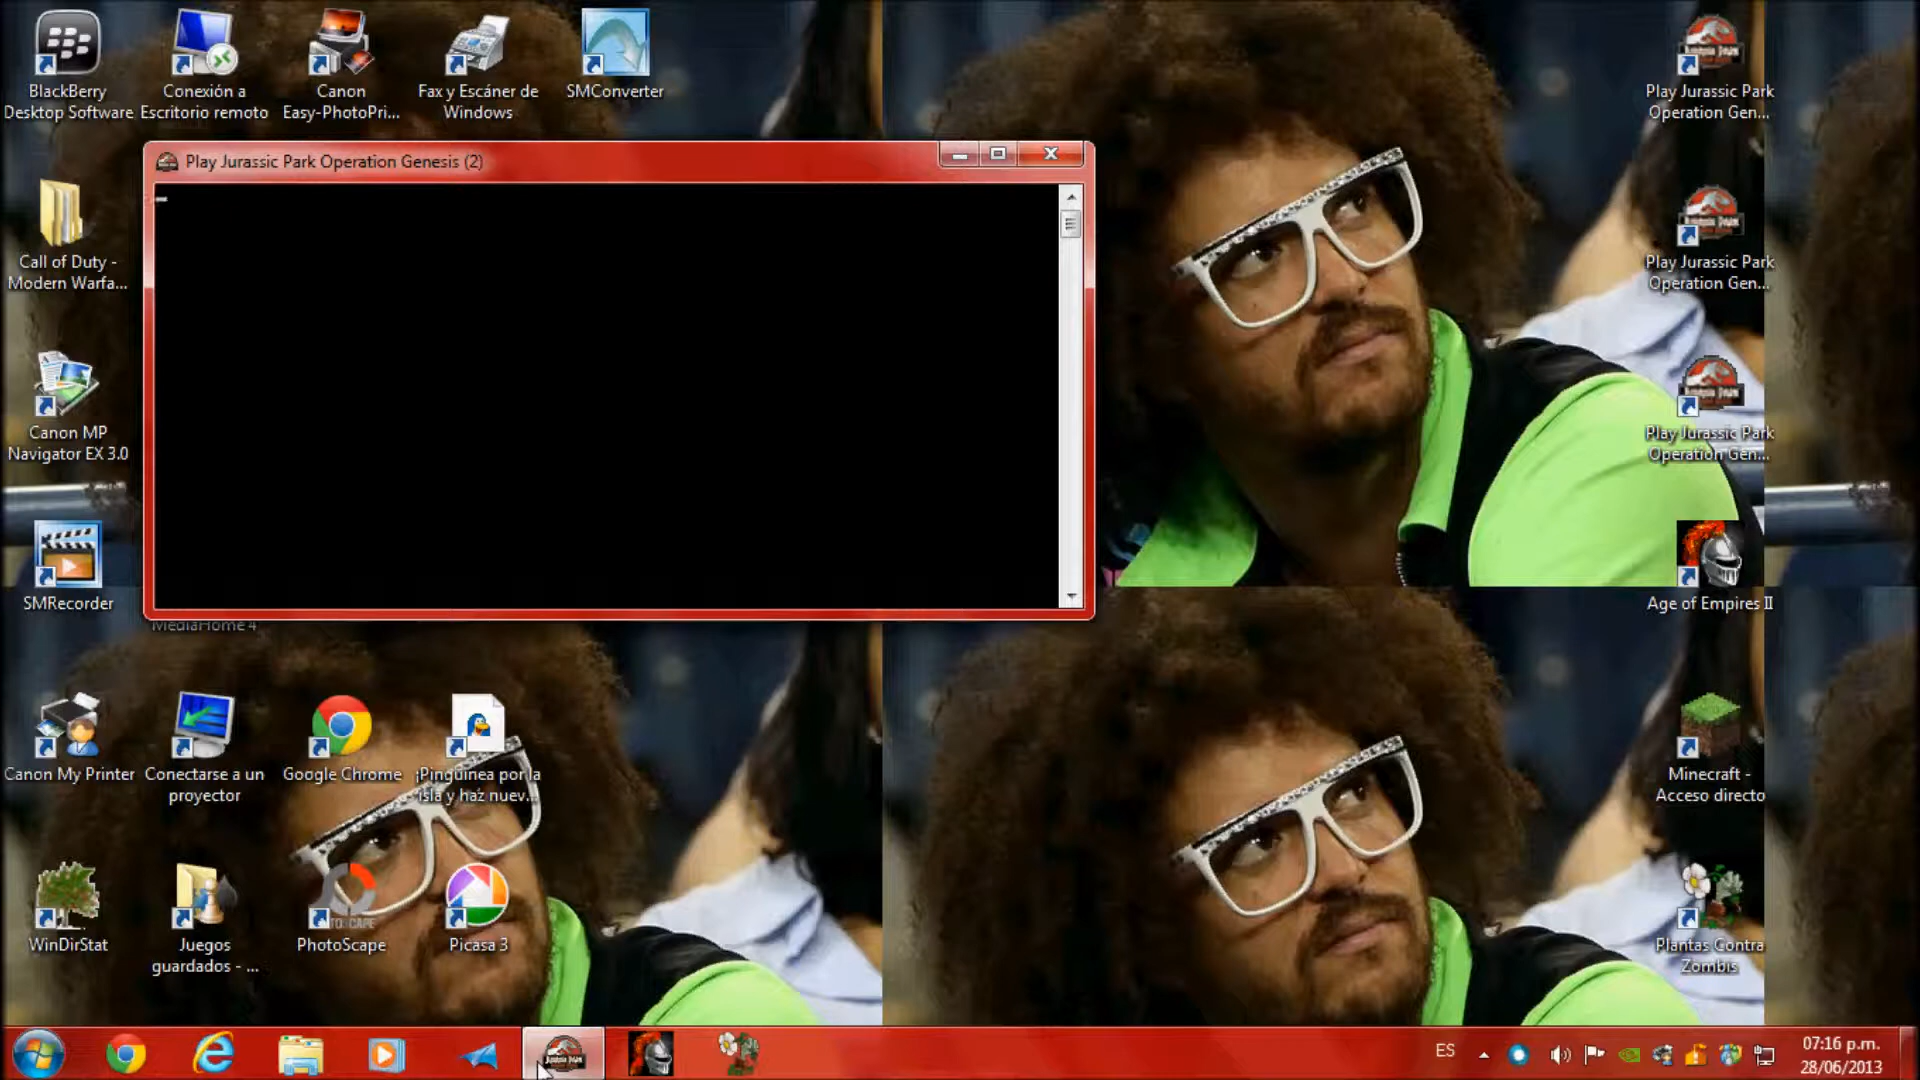 BlackBerry
Desktop Software
Conexión a
Escritorio remoto
Canon
Easy-PhotoPri...
Fax y Escáner de
Windows
SMConverter
Play Jurassic Park
Operation Gen...
Play Jurassic Park Operation Genesis (2)
Call of Duty -
Modern Warfa...
Play Jurassic Park
Operation Gen...
Canon MP
Navigator EX 3.0
Play Jurassic Park
Operation Gen...
SMRecorder
MediaHome 4
Age of Empires II
Canon My Printer
Conectarse a un
proyector
Google Chrome
¡Pingüinea por la
isla y haz nuev...
Minecraft -
Acceso directo
WinDirStat
Juegos
guardados - ...
PhotoScape
Picasa 3
Plantas Contra
Zombis
ES
07:16 p.m.
28/06/2013